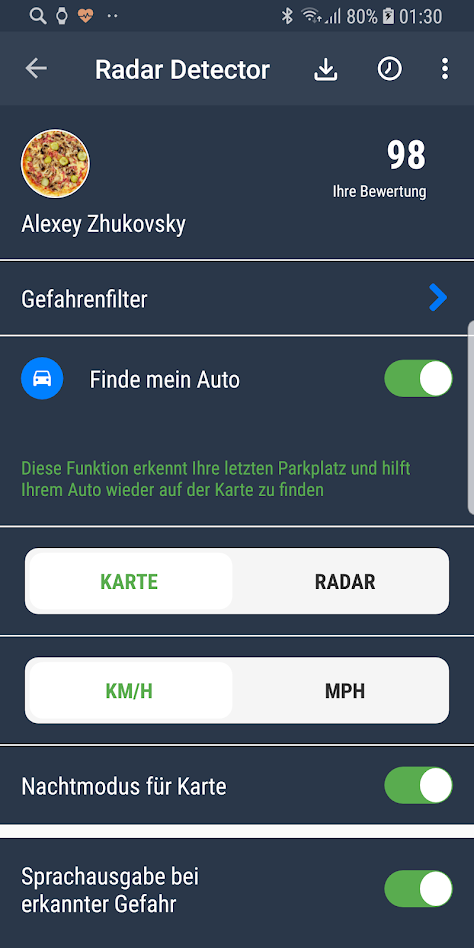 80% 01:30
Radar Detector
98
Ihre Bewertung
Alexey Zhukovsky
Gefahrenfilter
Finde mein Auto
Diese Funktion erkennt Ihre letzten Parkplatz und hilft
Ihrem Auto wieder auf der Karte zu finden
KARTE RADAR
KM/H MPH
Nachtmodus für Karte
Sprachausgabe bei
erkannter Gefahr